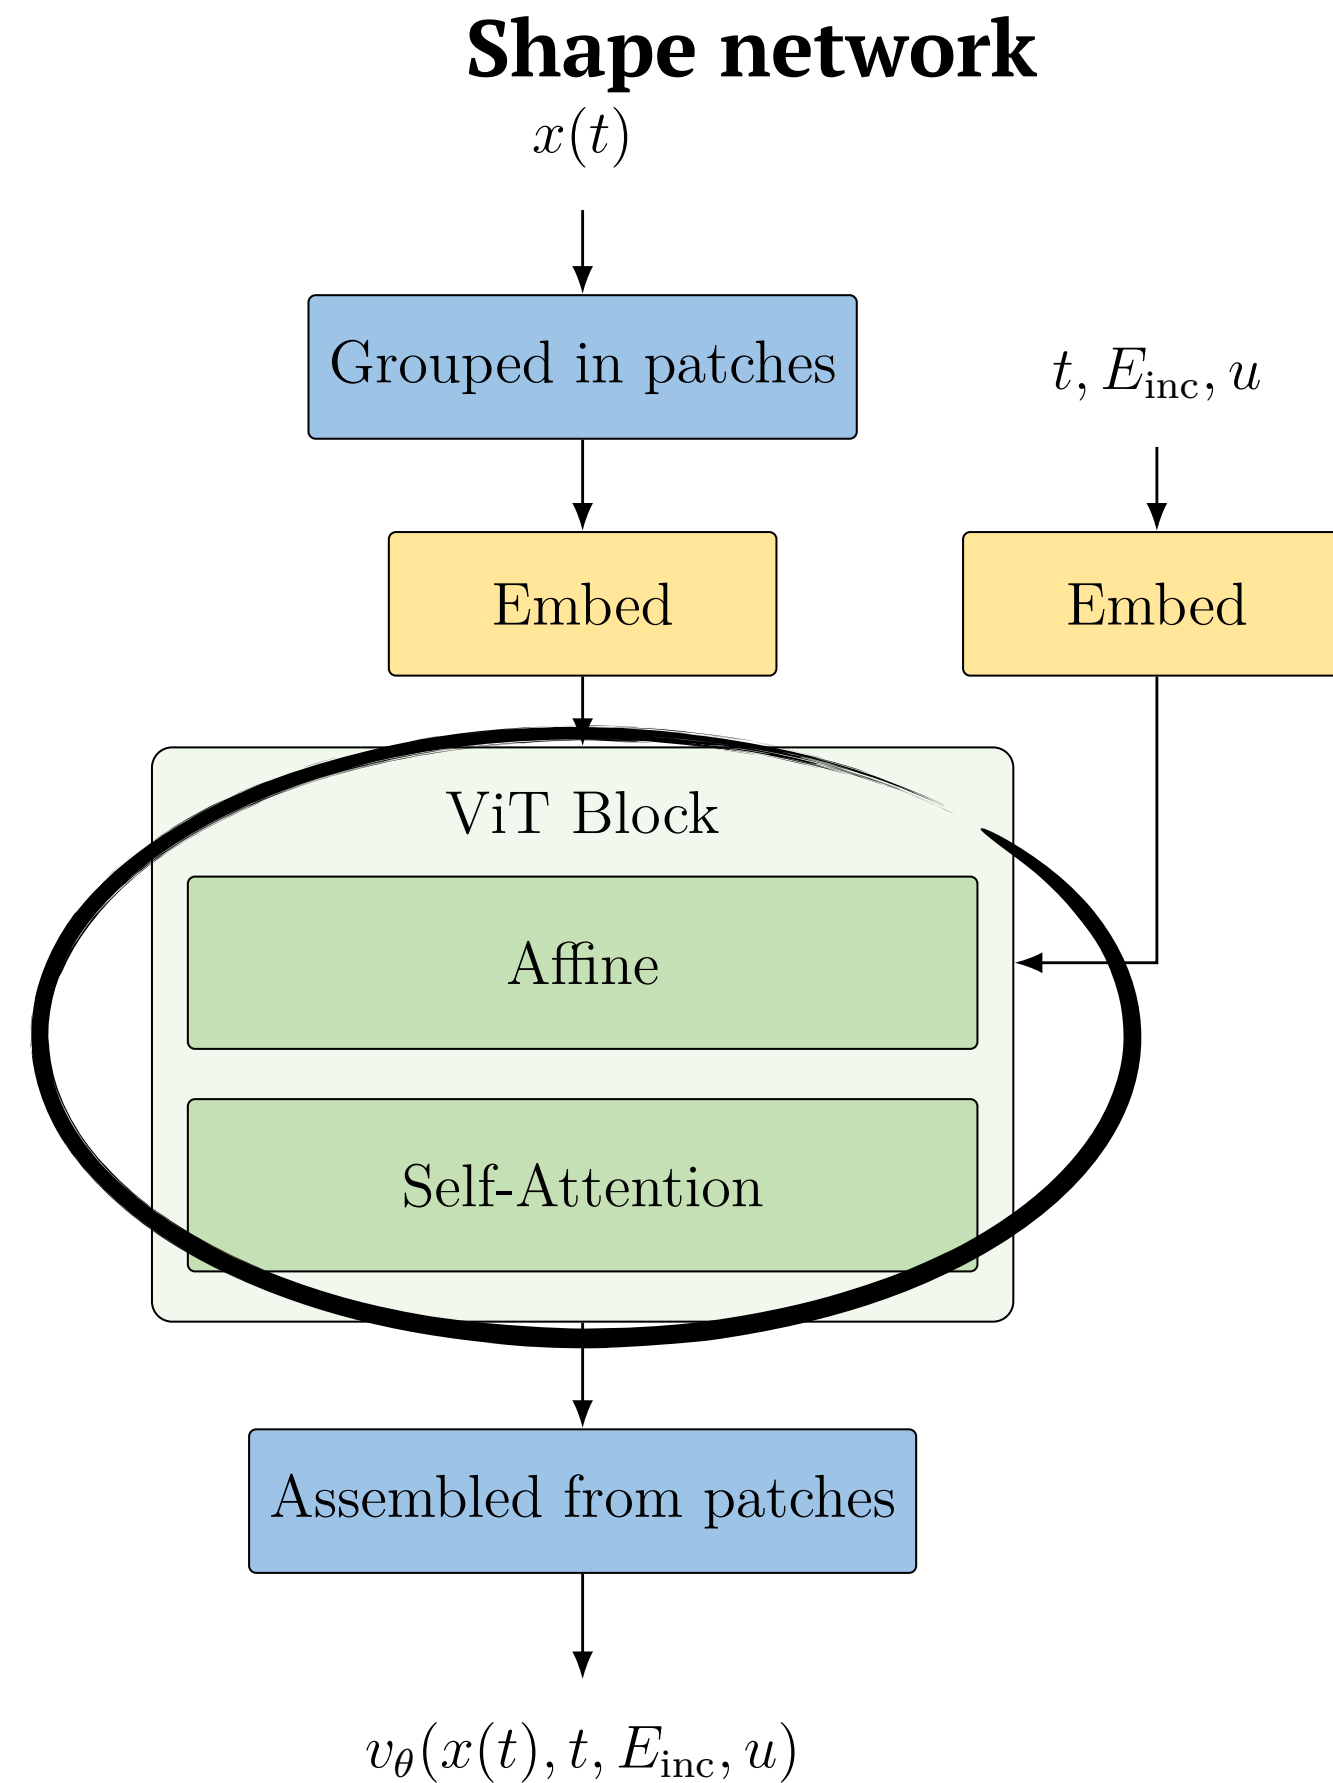 Shape network
x(t)
Grouped in patches
t, E_inc, u
Embed
Embed
ViT Block
Affine
Self-Attention
Assembled from patches
v_θ(x(t), t, E_inc, u)